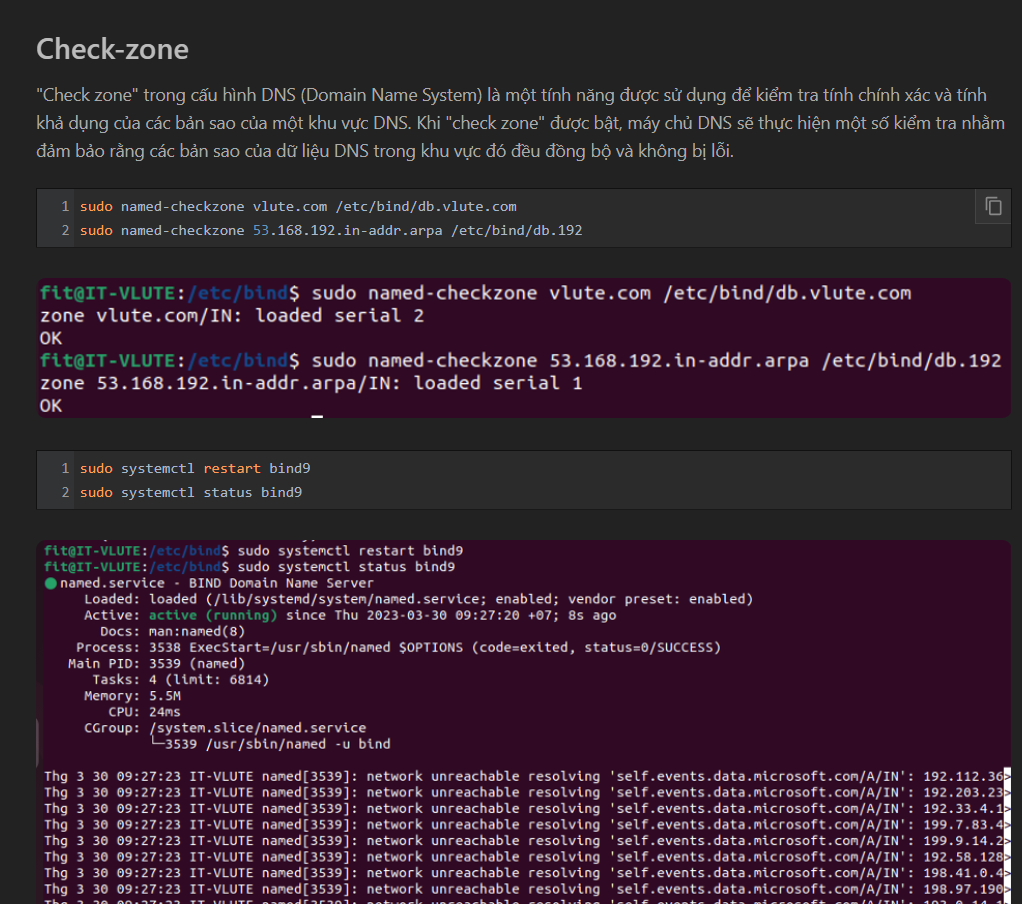 Check-zone
"Check zone" trong cấu hình DNS (Domain Name System) là một tính năng được sử dụng để kiểm tra tính chính xác và tính
khả dụng của các bản sao của một khu vực DNS. Khi "check zone" được bật, máy chủ DNS sẽ thực hiện một số kiểm tra nhằm
đảm bảo rằng các bản sao của dữ liệu DNS trong khu vực đó đều đồng bộ và không bị lỗi.
1 sudo named-checkzone vlute.com /etc/bind/db.vlute.com
2 sudo named-checkzone 53.168.192.in-addr.arpa /etc/bind/db.192
fit@IT-VLUTE:/etc/bind$ sudo named-checkzone vlute.com /etc/bind/db.vlute.com
zone vlute.com/IN: loaded serial 2
OK
fit@IT-VLUTE:/etc/bind$ sudo named-checkzone 53.168.192.in-addr.arpa /etc/bind/db.192
zone 53.168.192.in-addr.arpa/IN: loaded serial 1
OK
1 sudo systemctl restart bind9
2 sudo systemctl status bind9
fit@IT-VLUTE:/etc/bind$ sudo systemctl restart bind9
fit@IT-VLUTE:/etc/bind$ sudo systemctl status bind9
● named.service - BIND Domain Name Server
Loaded: loaded (/lib/systemd/system/named.service; enabled; vendor preset: enabled)
Active: active (running) since Thu 2023-03-30 09:27:20 +07; 8s ago
Docs: man:named(8)
Process: 3538 ExecStart=/usr/sbin/named $OPTIONS (code=exited, status=0/SUCCESS)
Main PID: 3539 (named)
Tasks: 4 (limit: 6814)
Memory: 5.5M
CPU: 24ms
CGroup: /system.slice/named.service
└─3539 /usr/sbin/named -u bind
Thg 3 30 09:27:23 IT-VLUTE named[3539]: network unreachable resolving 'self.events.data.microsoft.com/A/IN': 192.112.36>
Thg 3 30 09:27:23 IT-VLUTE named[3539]: network unreachable resolving 'self.events.data.microsoft.com/A/IN': 192.203.23>
Thg 3 30 09:27:23 IT-VLUTE named[3539]: network unreachable resolving 'self.events.data.microsoft.com/A/IN': 192.33.4.1>
Thg 3 30 09:27:23 IT-VLUTE named[3539]: network unreachable resolving 'self.events.data.microsoft.com/A/IN': 199.7.83.4>
Thg 3 30 09:27:23 IT-VLUTE named[3539]: network unreachable resolving 'self.events.data.microsoft.com/A/IN': 199.9.14.2>
Thg 3 30 09:27:23 IT-VLUTE named[3539]: network unreachable resolving 'self.events.data.microsoft.com/A/IN': 192.58.128>
Thg 3 30 09:27:23 IT-VLUTE named[3539]: network unreachable resolving 'self.events.data.microsoft.com/A/IN': 198.41.0.4>
Thg 3 30 09:27:23 IT-VLUTE named[3539]: network unreachable resolving 'self.events.data.microsoft.com/A/IN': 198.97.190>